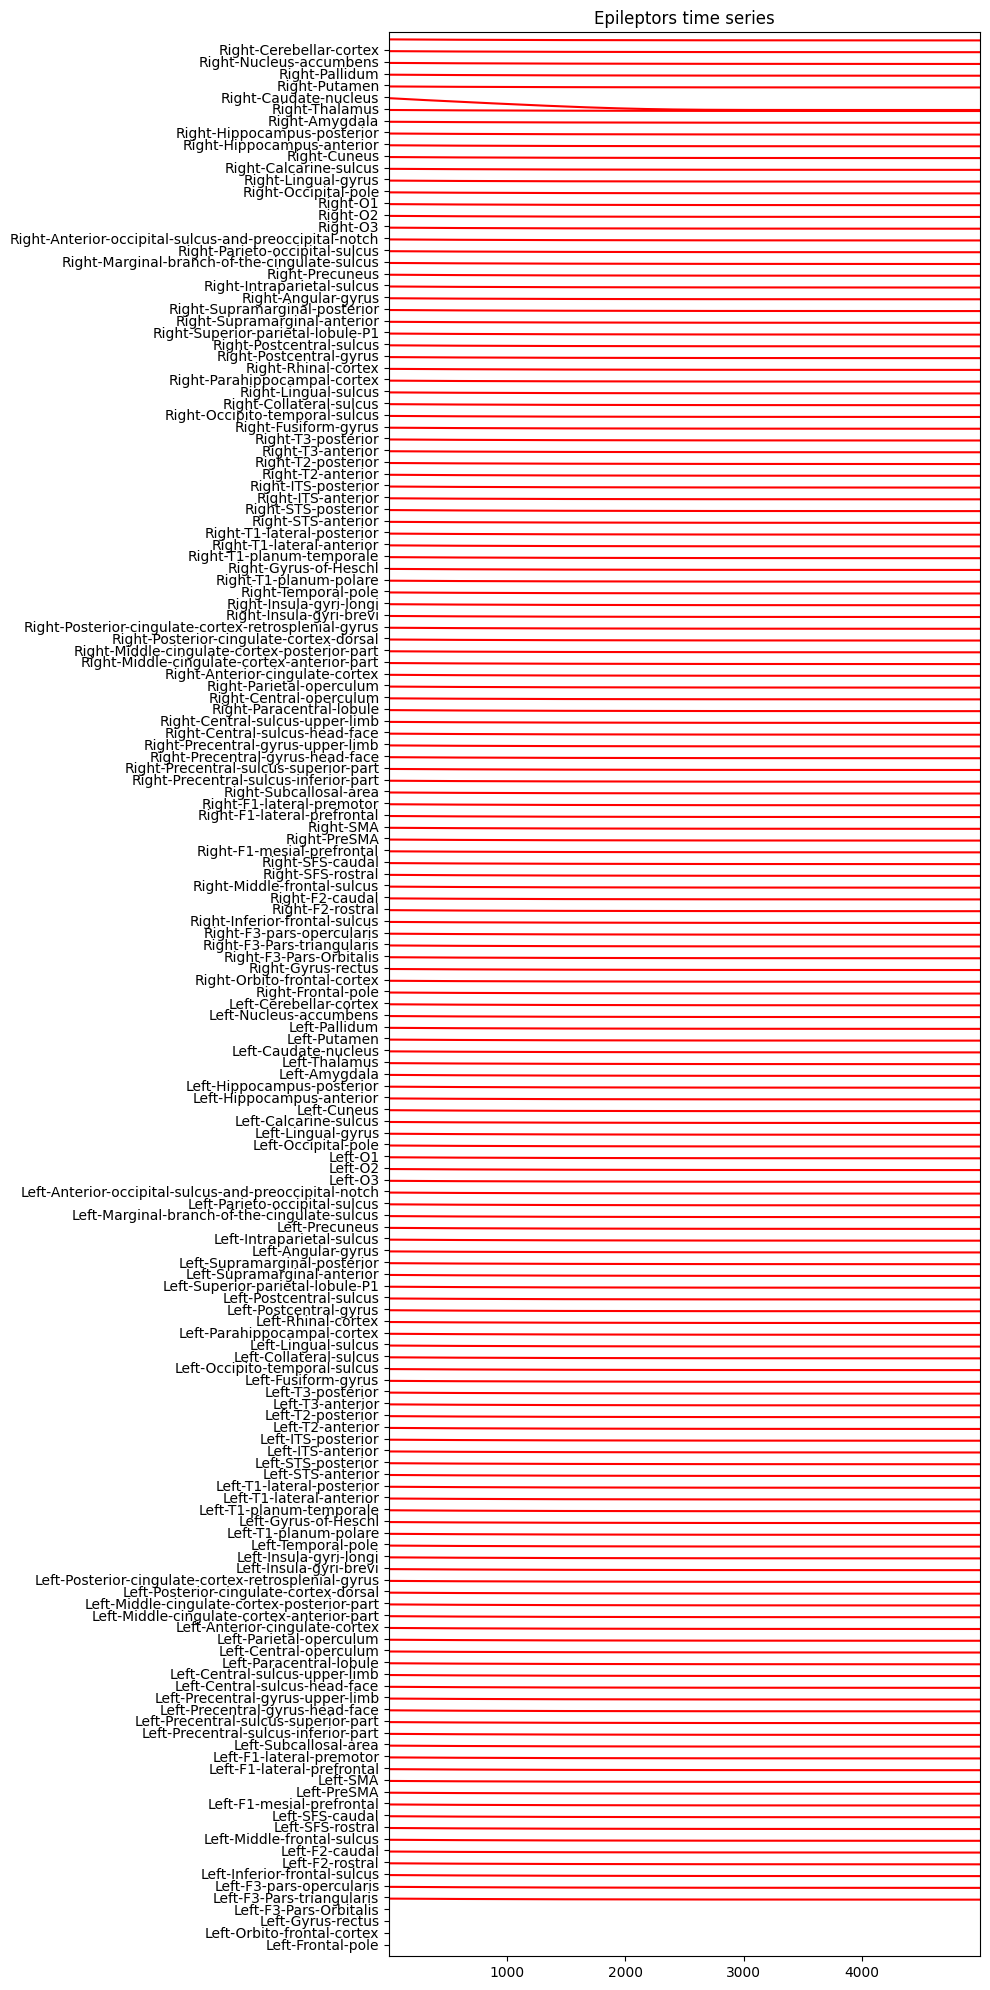 Epileptors time series
Right-Cerebellar-cortex
Right-Nucleus-accumbens
Right-Pallidum
Right-Putamen
Right-Caudate-nucleus
Right-Thalamus
Right-Amygdala
Right-Hippocampus-posterior
Right-Hippocampus-anterior
Right-Cuneus
Right-Calcarine-sulcus
Right-Lingual-gyrus
Right-Occipital-pole
Right-O1
Right-O2
Right-O3
Right-Anterior-occipital-sulcus-and-preoccipital-notch
Right-Parieto-occipital-sulcus
Right-Marginal-branch-of-the-cingulate-sulcus
Right-Precuneus
Right-Intraparietal-sulcus
Right-Angular-gyrus
Right-Supramarginal-posterior
Right-Supramarginal-anterior
Right-Superior-parietal-lobule-P1
Right-Postcentral-sulcus
Right-Postcentral-gyrus
Right-Rhinal-cortex
Right-Parahippocampal-cortex
Right-Lingual-sulcus
Right-Collateral-sulcus
Right-Occipito-temporal-sulcus
Right-Fusiform-gyrus
Right-T3-posterior
Right-T3-anterior
Right-T2-posterior
Right-T2-anterior
Right-ITS-posterior
Right-ITS-anterior
Right-STS-posterior
Right-STS-anterior
Right-T1-lateral-posterior
Right-T1-lateral-anterior
Right-T1-planum-temporale
Right-Gyrus-of-Heschl
Right-T1-planum-polare
Right-Temporal-pole
Right-Insula-gyri-longi
Right-Insula-gyri-brevi
Right-Posterior-cingulate-cortex-retrosplenial-gyrus
Right-Posterior-cingulate-cortex-dorsal
Right-Middle-cingulate-cortex-posterior-part
Right-Middle-cingulate-cortex-anterior-part
Right-Anterior-cingulate-cortex
Right-Parietal-operculum
Right-Central-operculum
Right-Paracentral-lobule
Right-Central-sulcus-upper-limb
Right-Central-sulcus-head-face
Right-Precentral-gyrus-upper-limb
Right-Precentral-gyrus-head-face
Right-Precentral-sulcus-superior-part
Right-Precentral-sulcus-inferior-part
Right-Subcallosal-area
Right-F1-lateral-premotor
Right-F1-lateral-prefrontal
Right-SMA
Right-PreSMA
Right-F1-mesial-prefrontal
Right-SFS-caudal
Right-SFS-rostral
Right-Middle-frontal-sulcus
Right-F2-caudal
Right-F2-rostral
Right-Inferior-frontal-sulcus
Right-F3-pars-opercularis
Right-F3-Pars-triangularis
Right-F3-Pars-Orbitalis
Right-Gyrus-rectus
Right-Orbito-frontal-cortex
Right-Frontal-pole
Left-Cerebellar-cortex
Left-Nucleus-accumbens
Left-Pallidum
Left-Putamen
Left-Caudate-nucleus
Left-Thalamus
Left-Amygdala
Left-Hippocampus-posterior
Left-Hippocampus-anterior
Left-Cuneus
Left-Calcarine-sulcus
Left-Lingual-gyrus
Left-Occipital-pole
Left-O1
Left-O2
Left-O3
Left-Anterior-occipital-sulcus-and-preoccipital-notch
Left-Parieto-occipital-sulcus
Left-Marginal-branch-of-the-cingulate-sulcus
Left-Precuneus
Left-Intraparietal-sulcus
Left-Angular-gyrus
Left-Supramarginal-posterior
Left-Supramarginal-anterior
Left-Superior-parietal-lobule-P1
Left-Postcentral-sulcus
Left-Postcentral-gyrus
Left-Rhinal-cortex
Left-Parahippocampal-cortex
Left-Lingual-sulcus
Left-Collateral-sulcus
Left-Occipito-temporal-sulcus
Left-Fusiform-gyrus
Left-T3-posterior
Left-T3-anterior
Left-T2-posterior
Left-T2-anterior
Left-ITS-posterior
Left-ITS-anterior
Left-STS-posterior
Left-STS-anterior
Left-T1-lateral-posterior
Left-T1-lateral-anterior
Left-T1-planum-temporale
Left-Gyrus-of-Heschl
Left-T1-planum-polare
Left-Temporal-pole
Left-Insula-gyri-longi
Left-Insula-gyri-brevi
Left-Posterior-cingulate-cortex-retrosplenial-gyrus
Left-Posterior-cingulate-cortex-dorsal
Left-Middle-cingulate-cortex-posterior-part
Left-Middle-cingulate-cortex-anterior-part
Left-Anterior-cingulate-cortex
Left-Parietal-operculum
Left-Central-operculum
Left-Paracentral-lobule
Left-Central-sulcus-upper-limb
Left-Central-sulcus-head-face
Left-Precentral-gyrus-upper-limb
Left-Precentral-gyrus-head-face
Left-Precentral-sulcus-superior-part
Left-Precentral-sulcus-inferior-part
Left-Subcallosal-area
Left-F1-lateral-premotor
Left-F1-lateral-prefrontal
Left-SMA
Left-PreSMA
Left-F1-mesial-prefrontal
Left-SFS-caudal
Left-SFS-rostral
Left-Middle-frontal-sulcus
Left-F2-caudal
Left-F2-rostral
Left-Inferior-frontal-sulcus
Left-F3-pars-opercularis
Left-F3-Pars-triangularis
Left-F3-Pars-Orbitalis
Left-Gyrus-rectus
Left-Orbito-frontal-cortex
Left-Frontal-pole
1000 2000 3000 4000